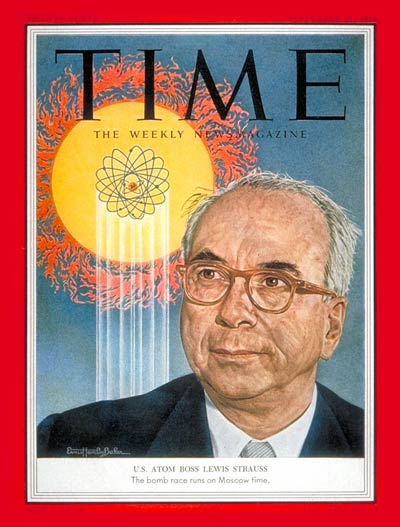 TIME
THE WEEKLY NEWSMAGAZINE
U.S. ATOM BOSS LEWIS STRAUSS
The bomb race runs on Moscow time.